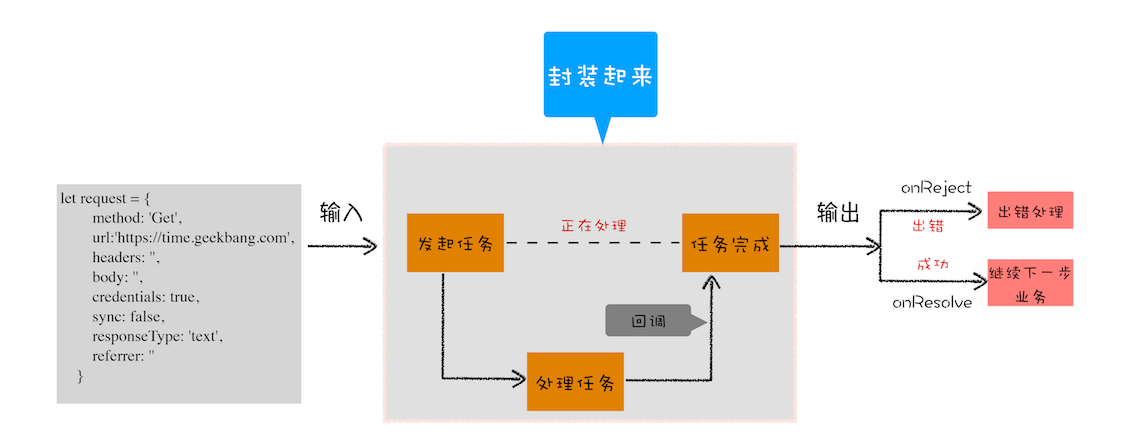 封装起来
let request = {
method: 'Get',
url:'https://time.geekbang.com',
headers: '',
body: '',
credentials: true,
sync: false,
responseType: 'text',
referrer: ''
}
输入
发起任务
正在处理
任务完成
回调
处理任务
输出
onReject
出错
出错处理
成功
onResolve
继续下一步
业务